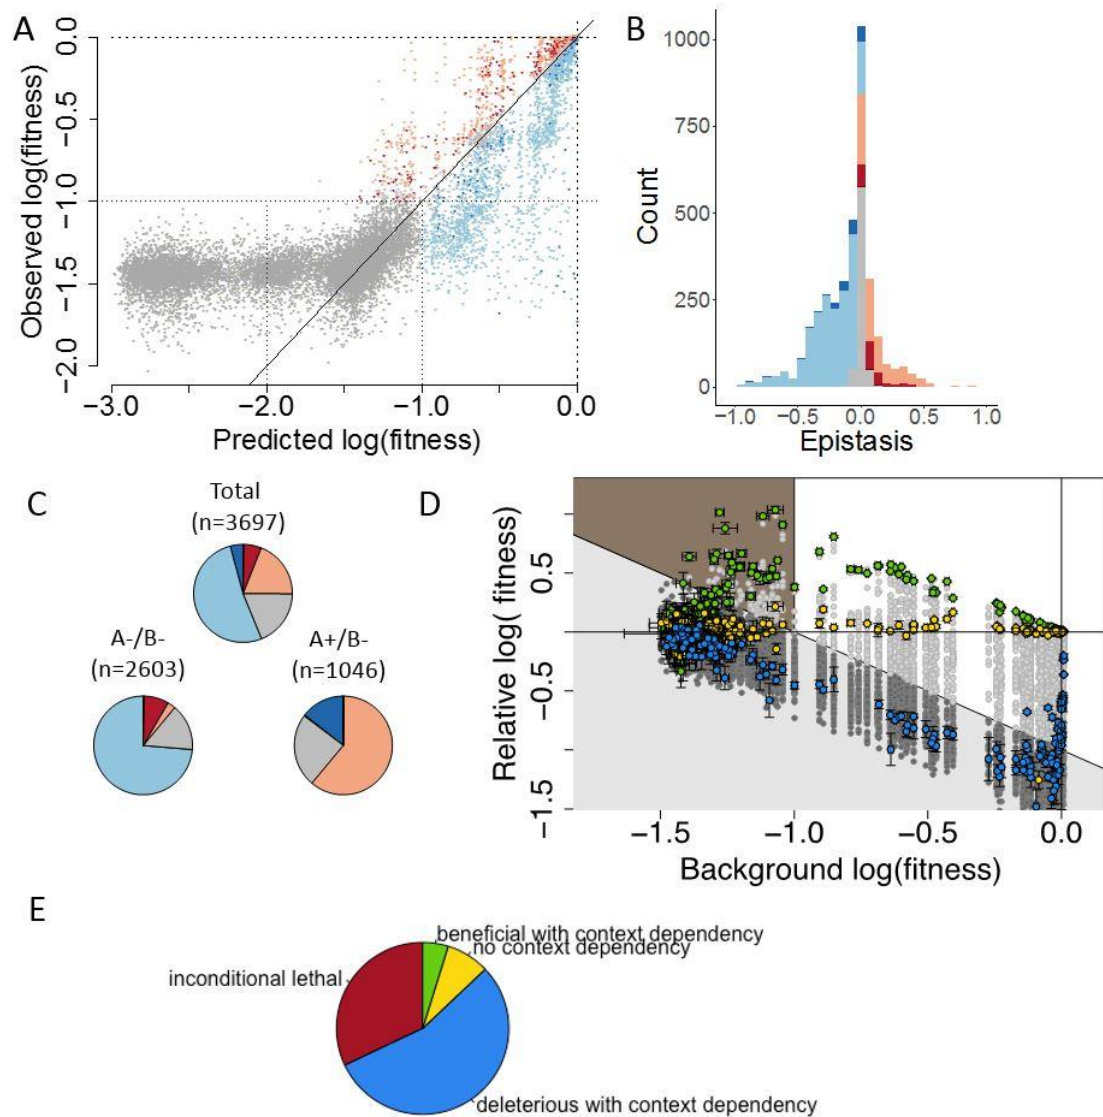 A
Observed log(fitness)
0.0
−0.5
−1.0
−1.5
−2.0
−3.0
−2.0
−1.0
0.0
Predicted log(fitness)
B
Count
1000
750
500
250
0
−1.0
−0.5
0.0
0.5
1.0
Epistasis
C
Total
(n=3697)
A-/B-
(n=2603)
A+/B-
(n=1046)
D
Relative log( fitness)
0.5
0.0
−0.5
−1.0
−1.5
−1.5
−1.0
−0.5
0.0
Background log(fitness)
E
beneficial with context dependency
no context dependency
inconditional lethal
deleterious with context dependency